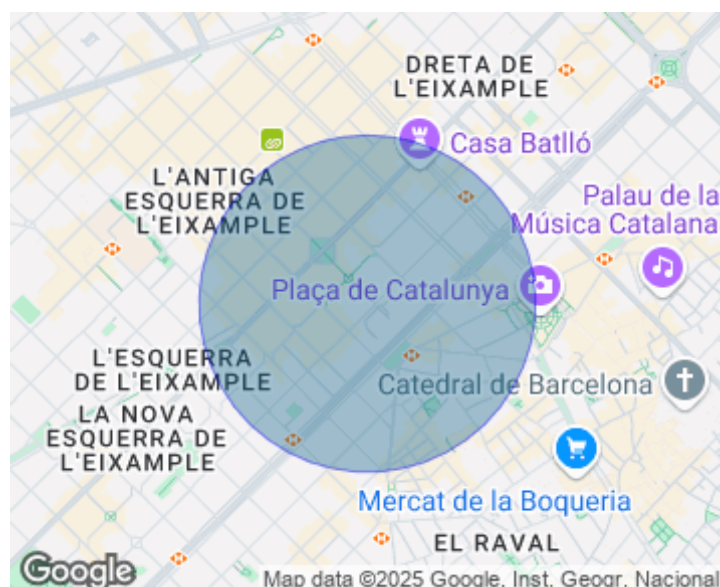 DRETA DE
L'EIXAMPLE
Casa Batlló
L'ANTIGA
ESQUERRA DE
L'EIXAMPLE
Palau de la
Música Catalana
Plaça de Catalunya
L'ESQUERRA
DE L'EIXAMPLE
Catedral de Barcelona
LA NOVA
ESQUERRA DE
L'EIXAMPLE
Mercat de la Boqueria
EL RAVAL
Google
Map data ©2025 Google, Inst. Geogr. Nacional